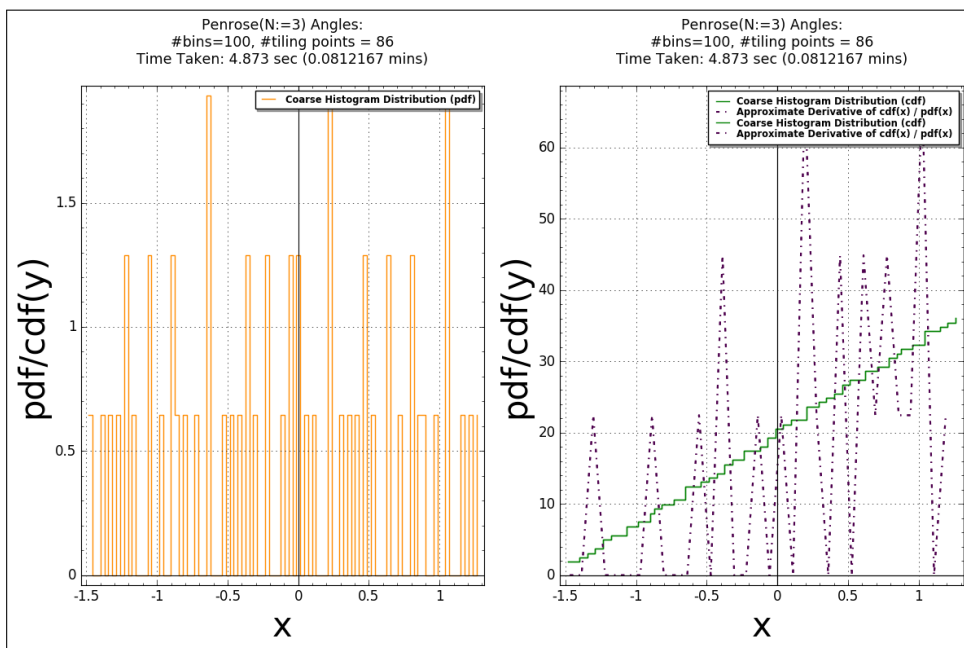 Penrose(N:=3) Angles:
#bins=100, #tiling points = 86
Time Taken: 4.873 sec (0.0812167 mins)
Coarse Histogram Distribution (pdf)
pdf/cdf(y)
1.5
1
0.5
0
-1.5
-1
-0.5
0
0.5
1
x
Penrose(N:=3) Angles:
#bins=100, #tiling points = 86
Time Taken: 4.873 sec (0.0812167 mins)
Coarse Histogram Distribution (cdf)
Approximate Derivative of cdf(x) / pdf(x)
Coarse Histogram Distribution (cdf)
Approximate Derivative of cdf(x) / pdf(x)
pdf/cdf(y)
60
50
40
30
20
10
0
-1.5
-1
-0.5
0
0.5
1
x